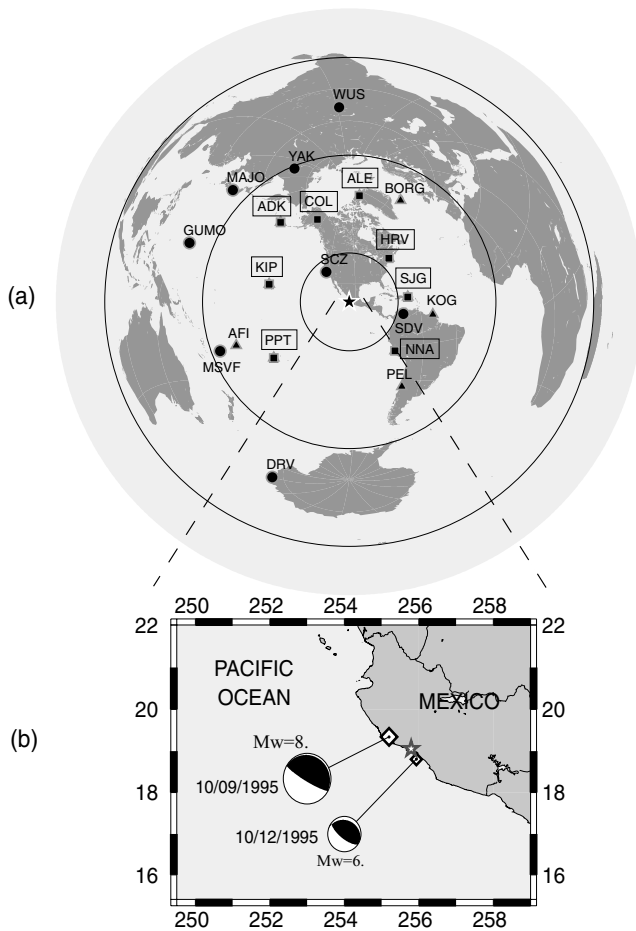 WUS
YAK
MAJO
ALE
BORG
ADK
COL
GUMO
HRV
KIP
SCZ
SJG
(a)
KOG
SDV
AFI
PPT
NNA
MSVF
PEL
DRV
250 252 254 256 258
22 22
PACIFIC
OCEAN
MEXICO
20 20
(b)
Mw=8.
10/09/1995
18 18
10/12/1995
Mw=6.
16 16
250 252 254 256 258